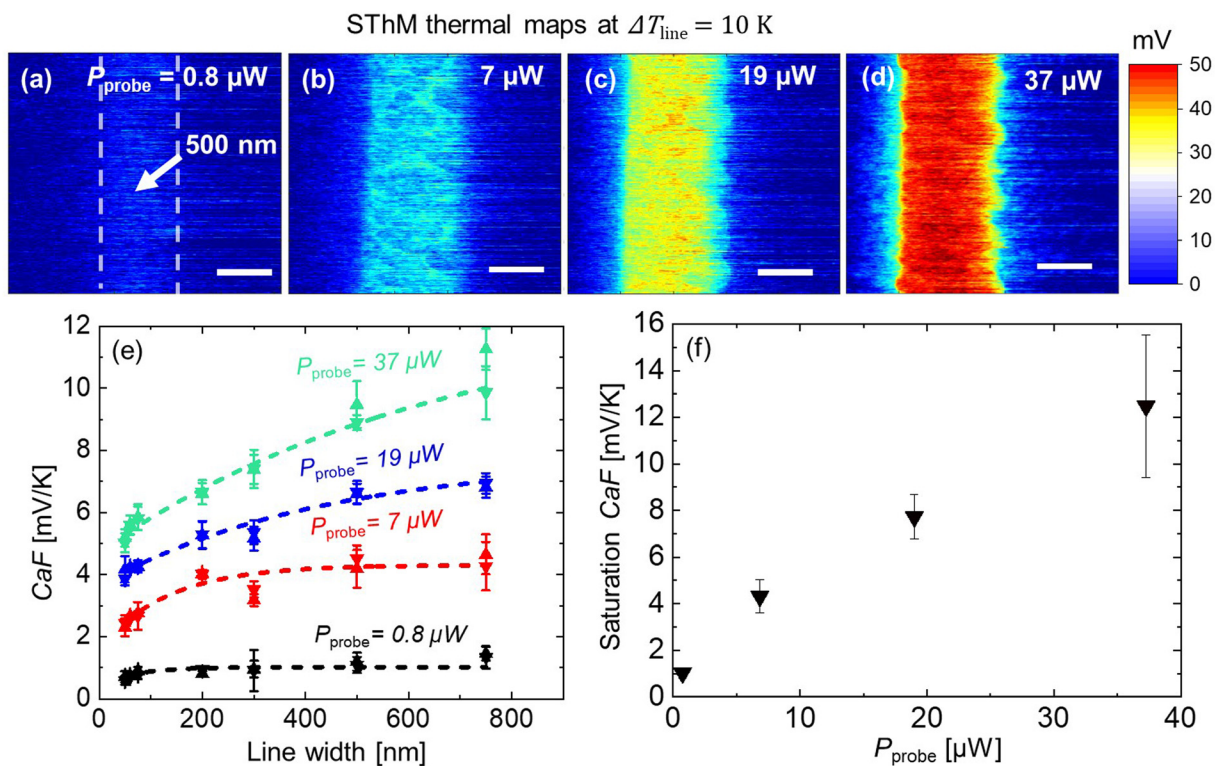 SThM thermal maps at ΔT_line = 10 K
mV
(a) P_probe = 0.8 µW
500 nm
(b) 7 µW
(c) 19 µW
(d) 37 µW
50
40
30
20
10
0
(e)
12
10
8
6
4
2
0
CaF [mV/K]
P_probe = 37 µW
P_probe = 19 µW
P_probe = 7 µW
P_probe = 0.8 µW
0 200 400 600 800
Line width [nm]
(f)
16
14
12
10
8
6
4
2
0
Saturation CaF [mV/K]
0 10 20 30 40
P_probe [µW]